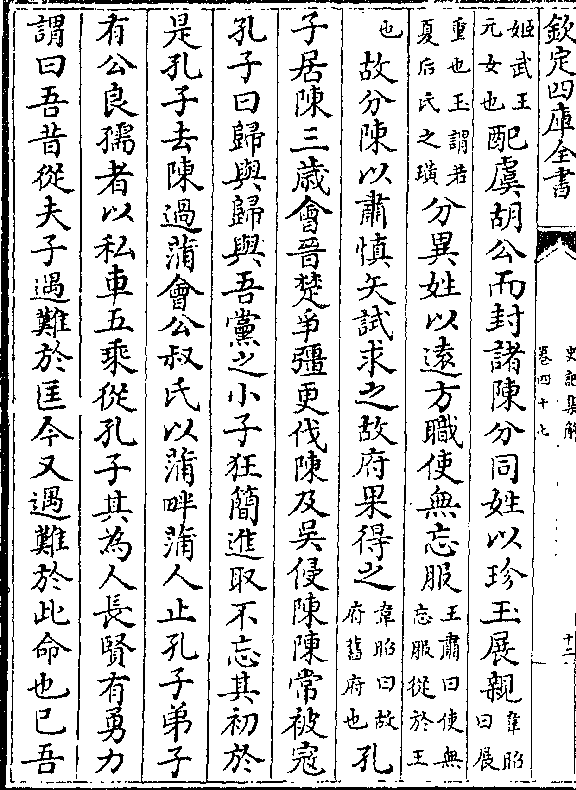 欽定四庫全書
史記集解
卷四十七
十二
姬武王
元女也配虞胡公而封諸陳分同姓以珍玉展親韋昭
曰展
重也玉謂若
夏后氏之璜分異姓以遠方職使無忘服王肅曰使無
忘服從於王
也故分陳以肅慎矢試求之故府果得之韋昭曰故
府舊府也孔
子居陳三歲會晉楚爭彊更伐陳及吳侵陳陳常被寇
孔子曰歸與歸與吾黨之小子狂簡進取不忘其初於
是孔子去陳過蒲會公叔氏以蒲畔蒲人止孔子弟子
有公良孺者以私車五乘從孔子其為人長賢有勇力
謂曰吾昔從夫子遇難於匡今又遇難於此命也已吾